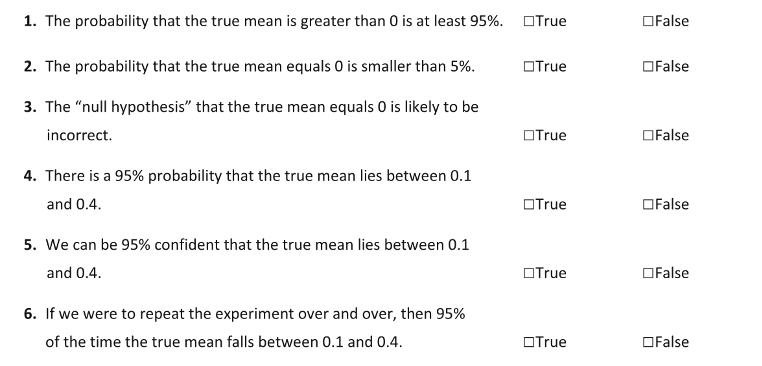 1. The probability that the true mean is greater than 0 is at least 95%. □True □False
2. The probability that the true mean equals 0 is smaller than 5%. □True □False
3. The “null hypothesis” that the true mean equals 0 is likely to be
incorrect. □True □False
4. There is a 95% probability that the true mean lies between 0.1
and 0.4. □True □False
5. We can be 95% confident that the true mean lies between 0.1
and 0.4. □True □False
6. If we were to repeat the experiment over and over, then 95%
of the time the true mean falls between 0.1 and 0.4. □True □False